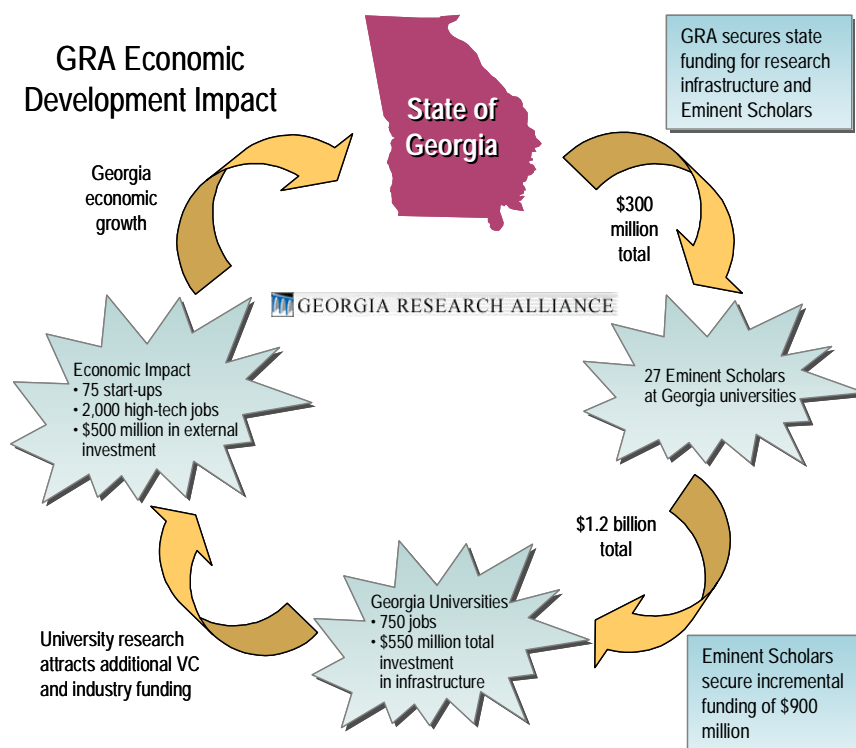 GRA Economic
Development Impact
State of
Georgia
GRA secures state
funding for research
infrastructure and
Eminent Scholars
Georgia
economic
growth
$300
million
total
GEORGIA RESEARCH ALLIANCE
Economic Impact
• 75 start-ups
• 2,000 high-tech jobs
• $500 million in external
investment
27 Eminent Scholars
at Georgia universities
$1.2 billion
total
Georgia Universities
• 750 jobs
• $550 million total
investment
in infrastructure
University research
attracts additional VC
and industry funding
Eminent Scholars
secure incremental
funding of $900
million